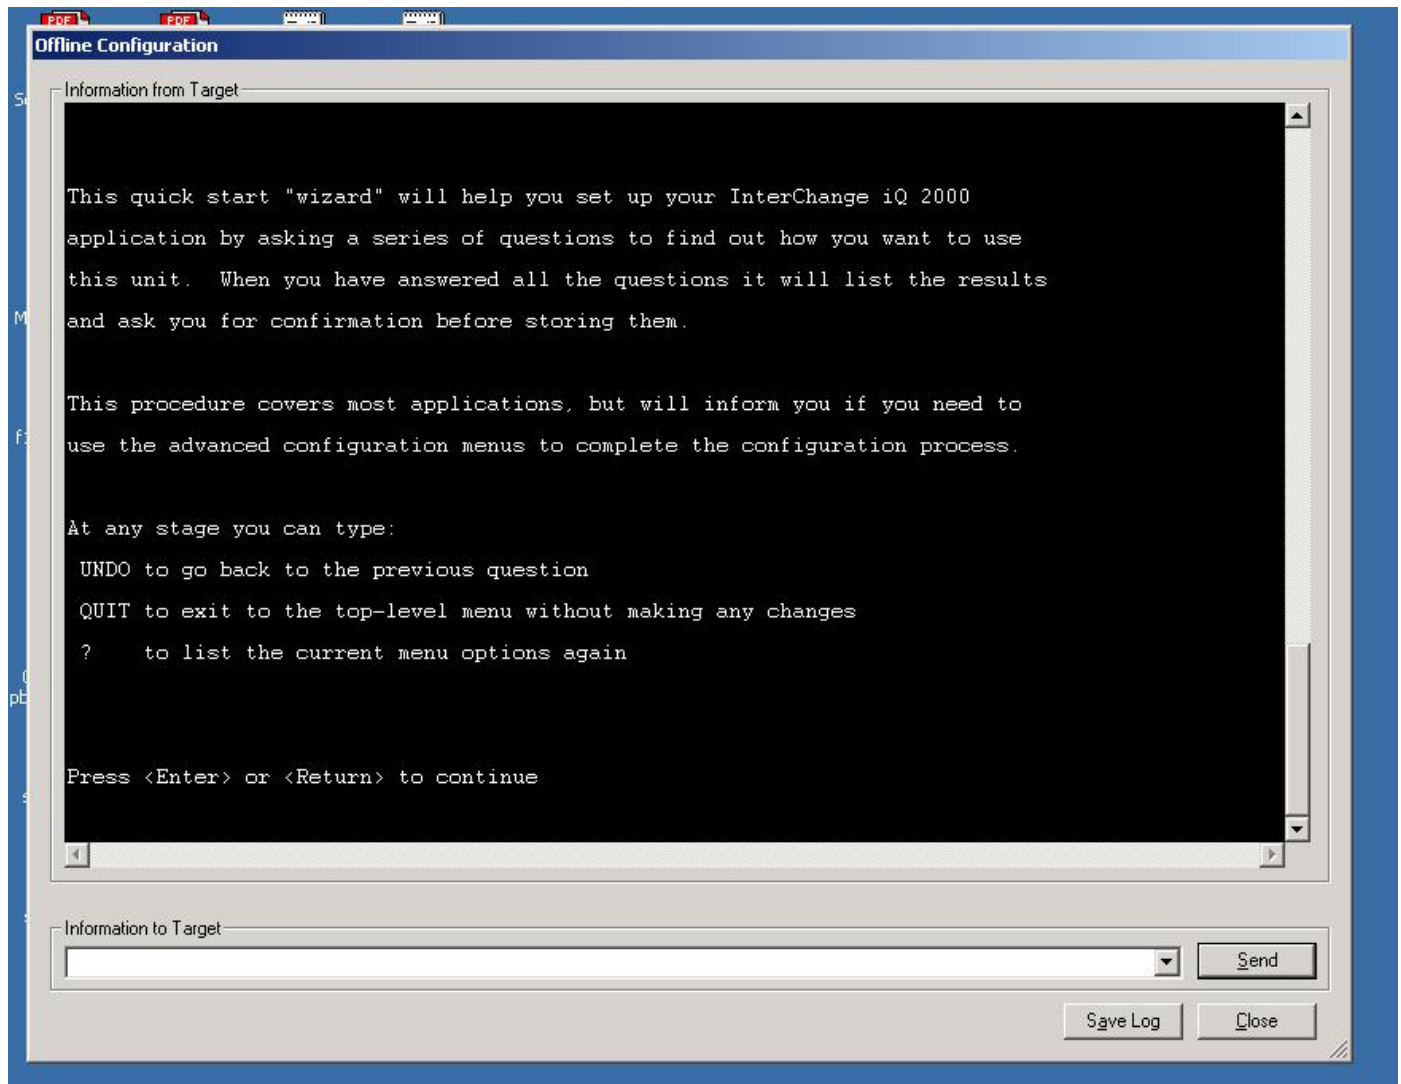 PDF PDF
Offline Configuration
Information from Target
This quick start "wizard" will help you set up your InterChange iQ 2000
application by asking a series of questions to find out how you want to use
this unit.  When you have answered all the questions it will list the results
and ask you for confirmation before storing them.
This procedure covers most applications, but will inform you if you need to
use the advanced configuration menus to complete the configuration process.
At any stage you can type:
UNDO to go back to the previous question
QUIT to exit to the top-level menu without making any changes
?    to list the current menu options again
Press <Enter> or <Return> to continue
Information to Target
Send
Save Log Close